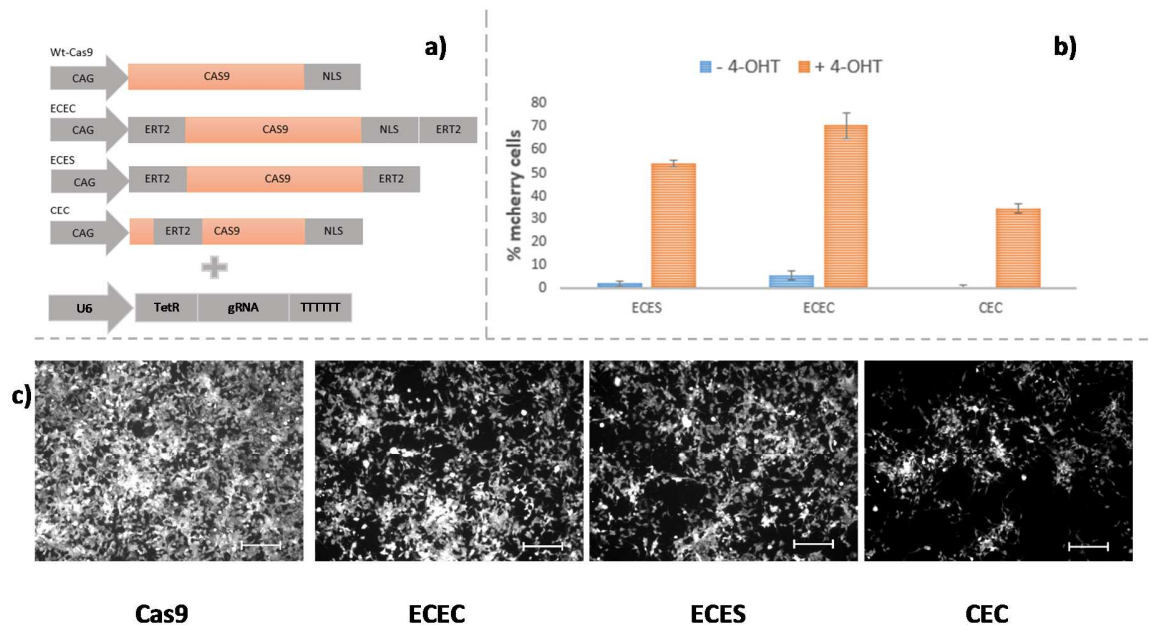 a)
Wt-Cas9
CAG CAS9 NLS
ECEC
CAG ERT2 CAS9 NLS ERT2
ECES
CAG ERT2 CAS9 ERT2
CEC
CAG ERT2 CAS9 NLS
U6 TetR gRNA TTTTTT
b)
- 4-OHT + 4-OHT
% mcherry cells
80
70
60
50
40
30
20
10
0
ECES ECEC CEC
c)
Cas9 ECEC ECES CEC